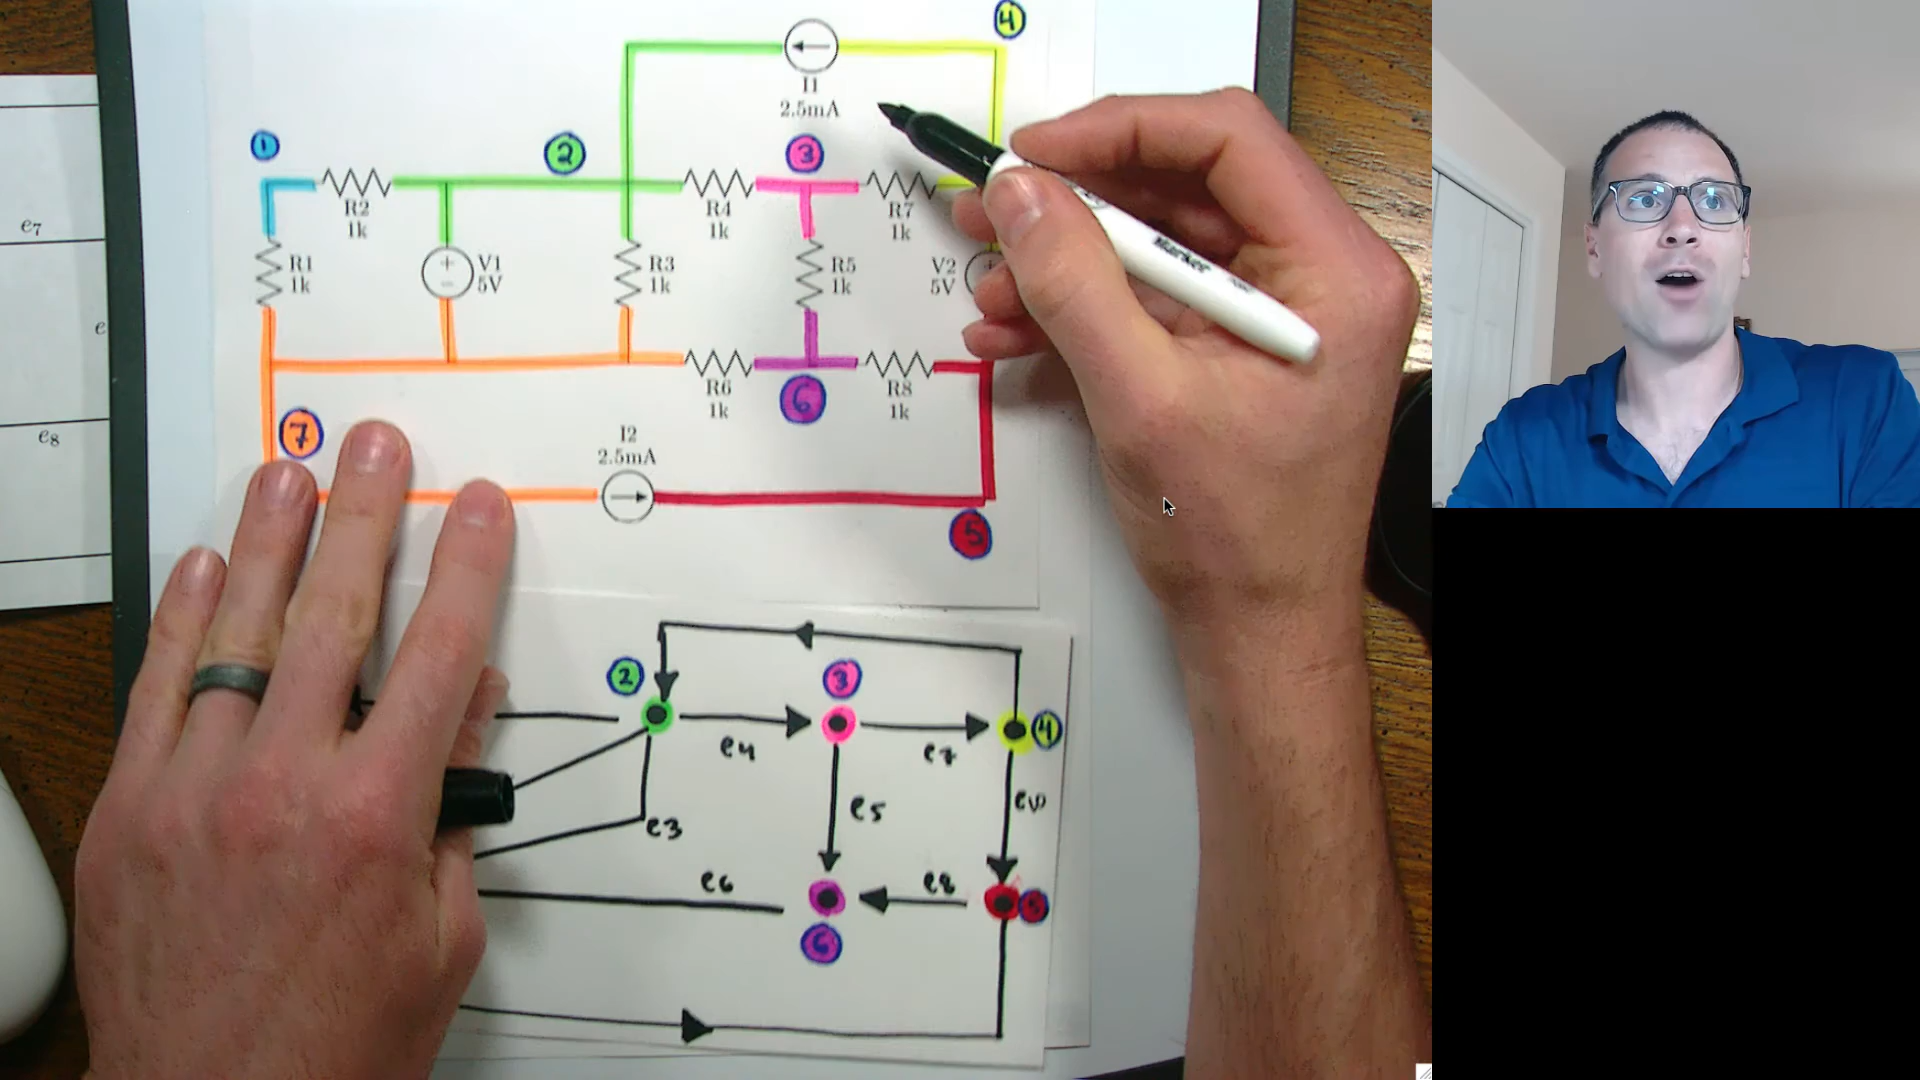 4
I1
2.5mA
1
2
3
R2
1k
R4
1k
R7
1k
R1
1k
+
−
V1
5V
R3
1k
R5
1k
V2
5V
+
e7
e
e8
R6
1k
6
R8
1k
7
I2
2.5mA
5
Marker
2
3
4
e4
e7
e5
e3
e6
e8
6